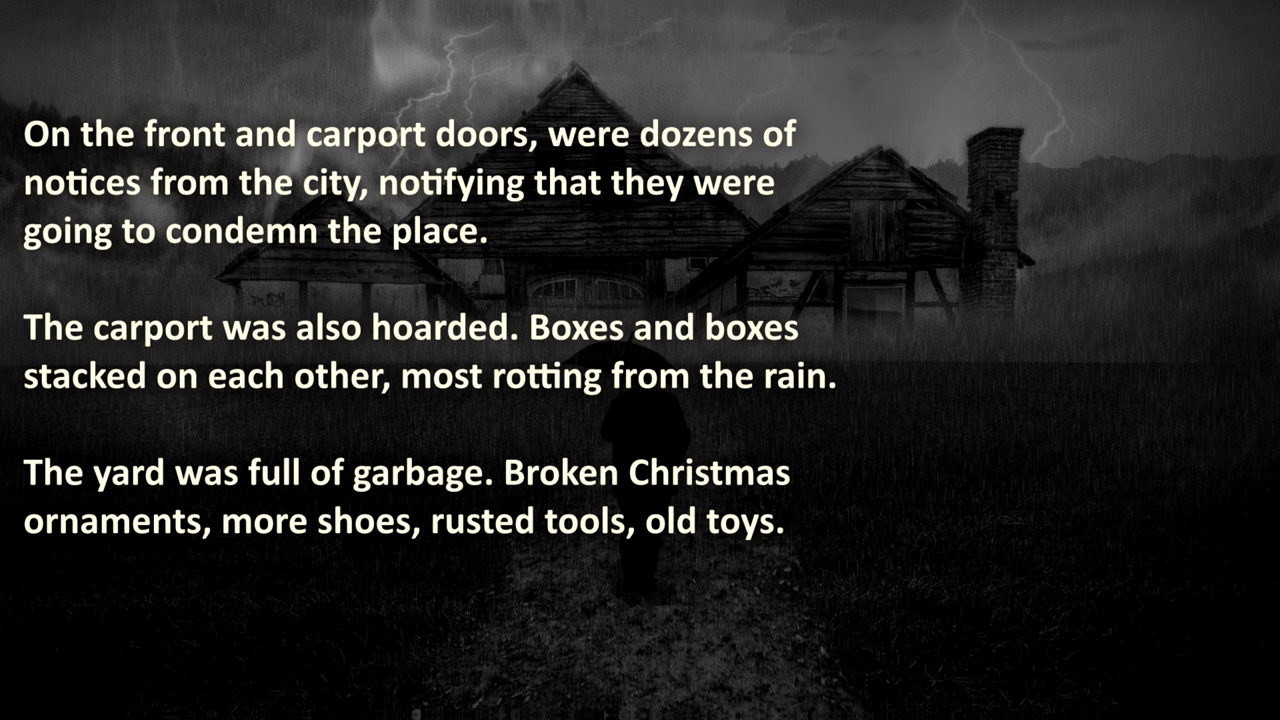 On the front and carport doors, were dozens of
notices from the city, notifying that they were
going to condemn the place.
The carport was also hoarded. Boxes and boxes
stacked on each other, most rotting from the rain.
The yard was full of garbage. Broken Christmas
ornaments, more shoes, rusted tools, old toys.